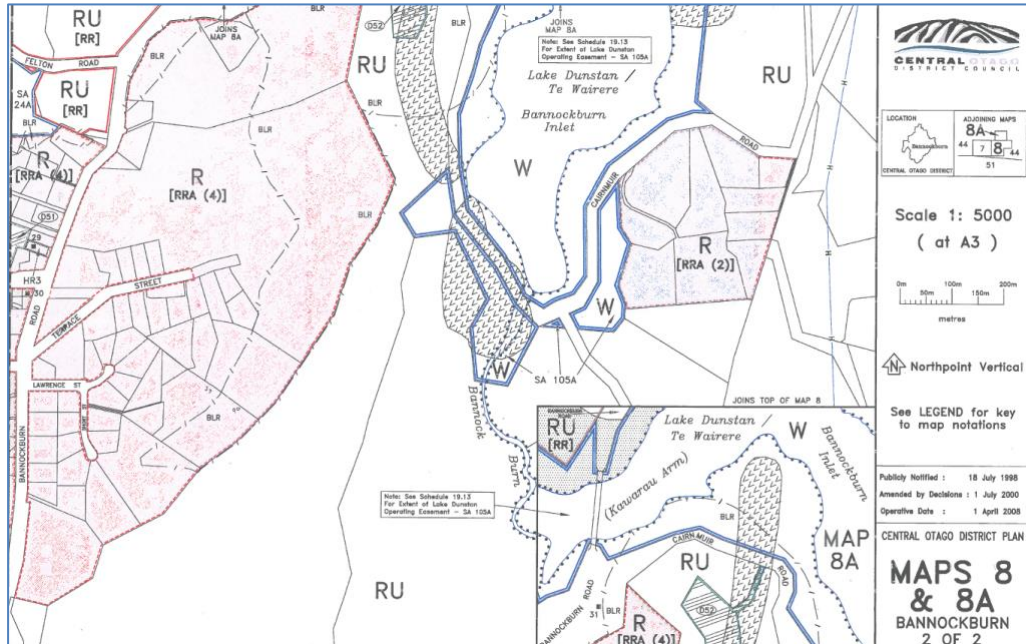 RU
[RR]
FELTON ROAD
SA
24A
RU
[RR]
BLR
R
[RRA (4)]
D51
29
HR3
30
ROAD
TERRACE STREET
LAWRENCE ST
BANNOCKBURN
JOINS
MAP 8A
BLR
R
[RRA (4)]
BLR
BLR
BLR
RU
D52
BLR
BLR
JOINS
MAP 8A
Note: See Schedule 19.13
For Extent of Lake Dunstan
Operating Easement - SA 105A
Lake Dunstan /
Te Wairere
Bannockburn
Inlet
W
RU
ROAD
CAIRNMUIR
R
[RRA (2)]
W
W
SA 105A
Bannock
Burn
H
H
H
JOINS TOP OF MAP 8
Note: See Schedule 19.13
For Extent of Lake Dunstan
Operating Easement - SA 105A
RU
BANNOCKBURN
ROAD
RU
[RR]
Lake Dunstan /
Te Wairere
W
Bannockburn
Inlet
(Kawarau Arm)
BLR
MAP
8A
CAIRNMUIR
ROAD
RU
BANNOCKBURN ROAD
31
BLR
D52
R
[RRA (4)]
CENTRAL OTAGO
DISTRICT COUNCIL
LOCATION
Bannockburn
CENTRAL OTAGO DISTRICT
ADJOINING MAPS
8A
44 7 8 44
51
Scale 1: 5000
( at A3 )
0m 50m 100m 150m 200m
metres
N Northpoint Vertical
See LEGEND for key
to map notations
Publicly Notified : 18 July 1998
Amended by Decisions : 1 July 2000
Operative Date : 1 April 2008
CENTRAL OTAGO DISTRICT PLAN
MAPS 8
& 8A
BANNOCKBURN
2 OF 2